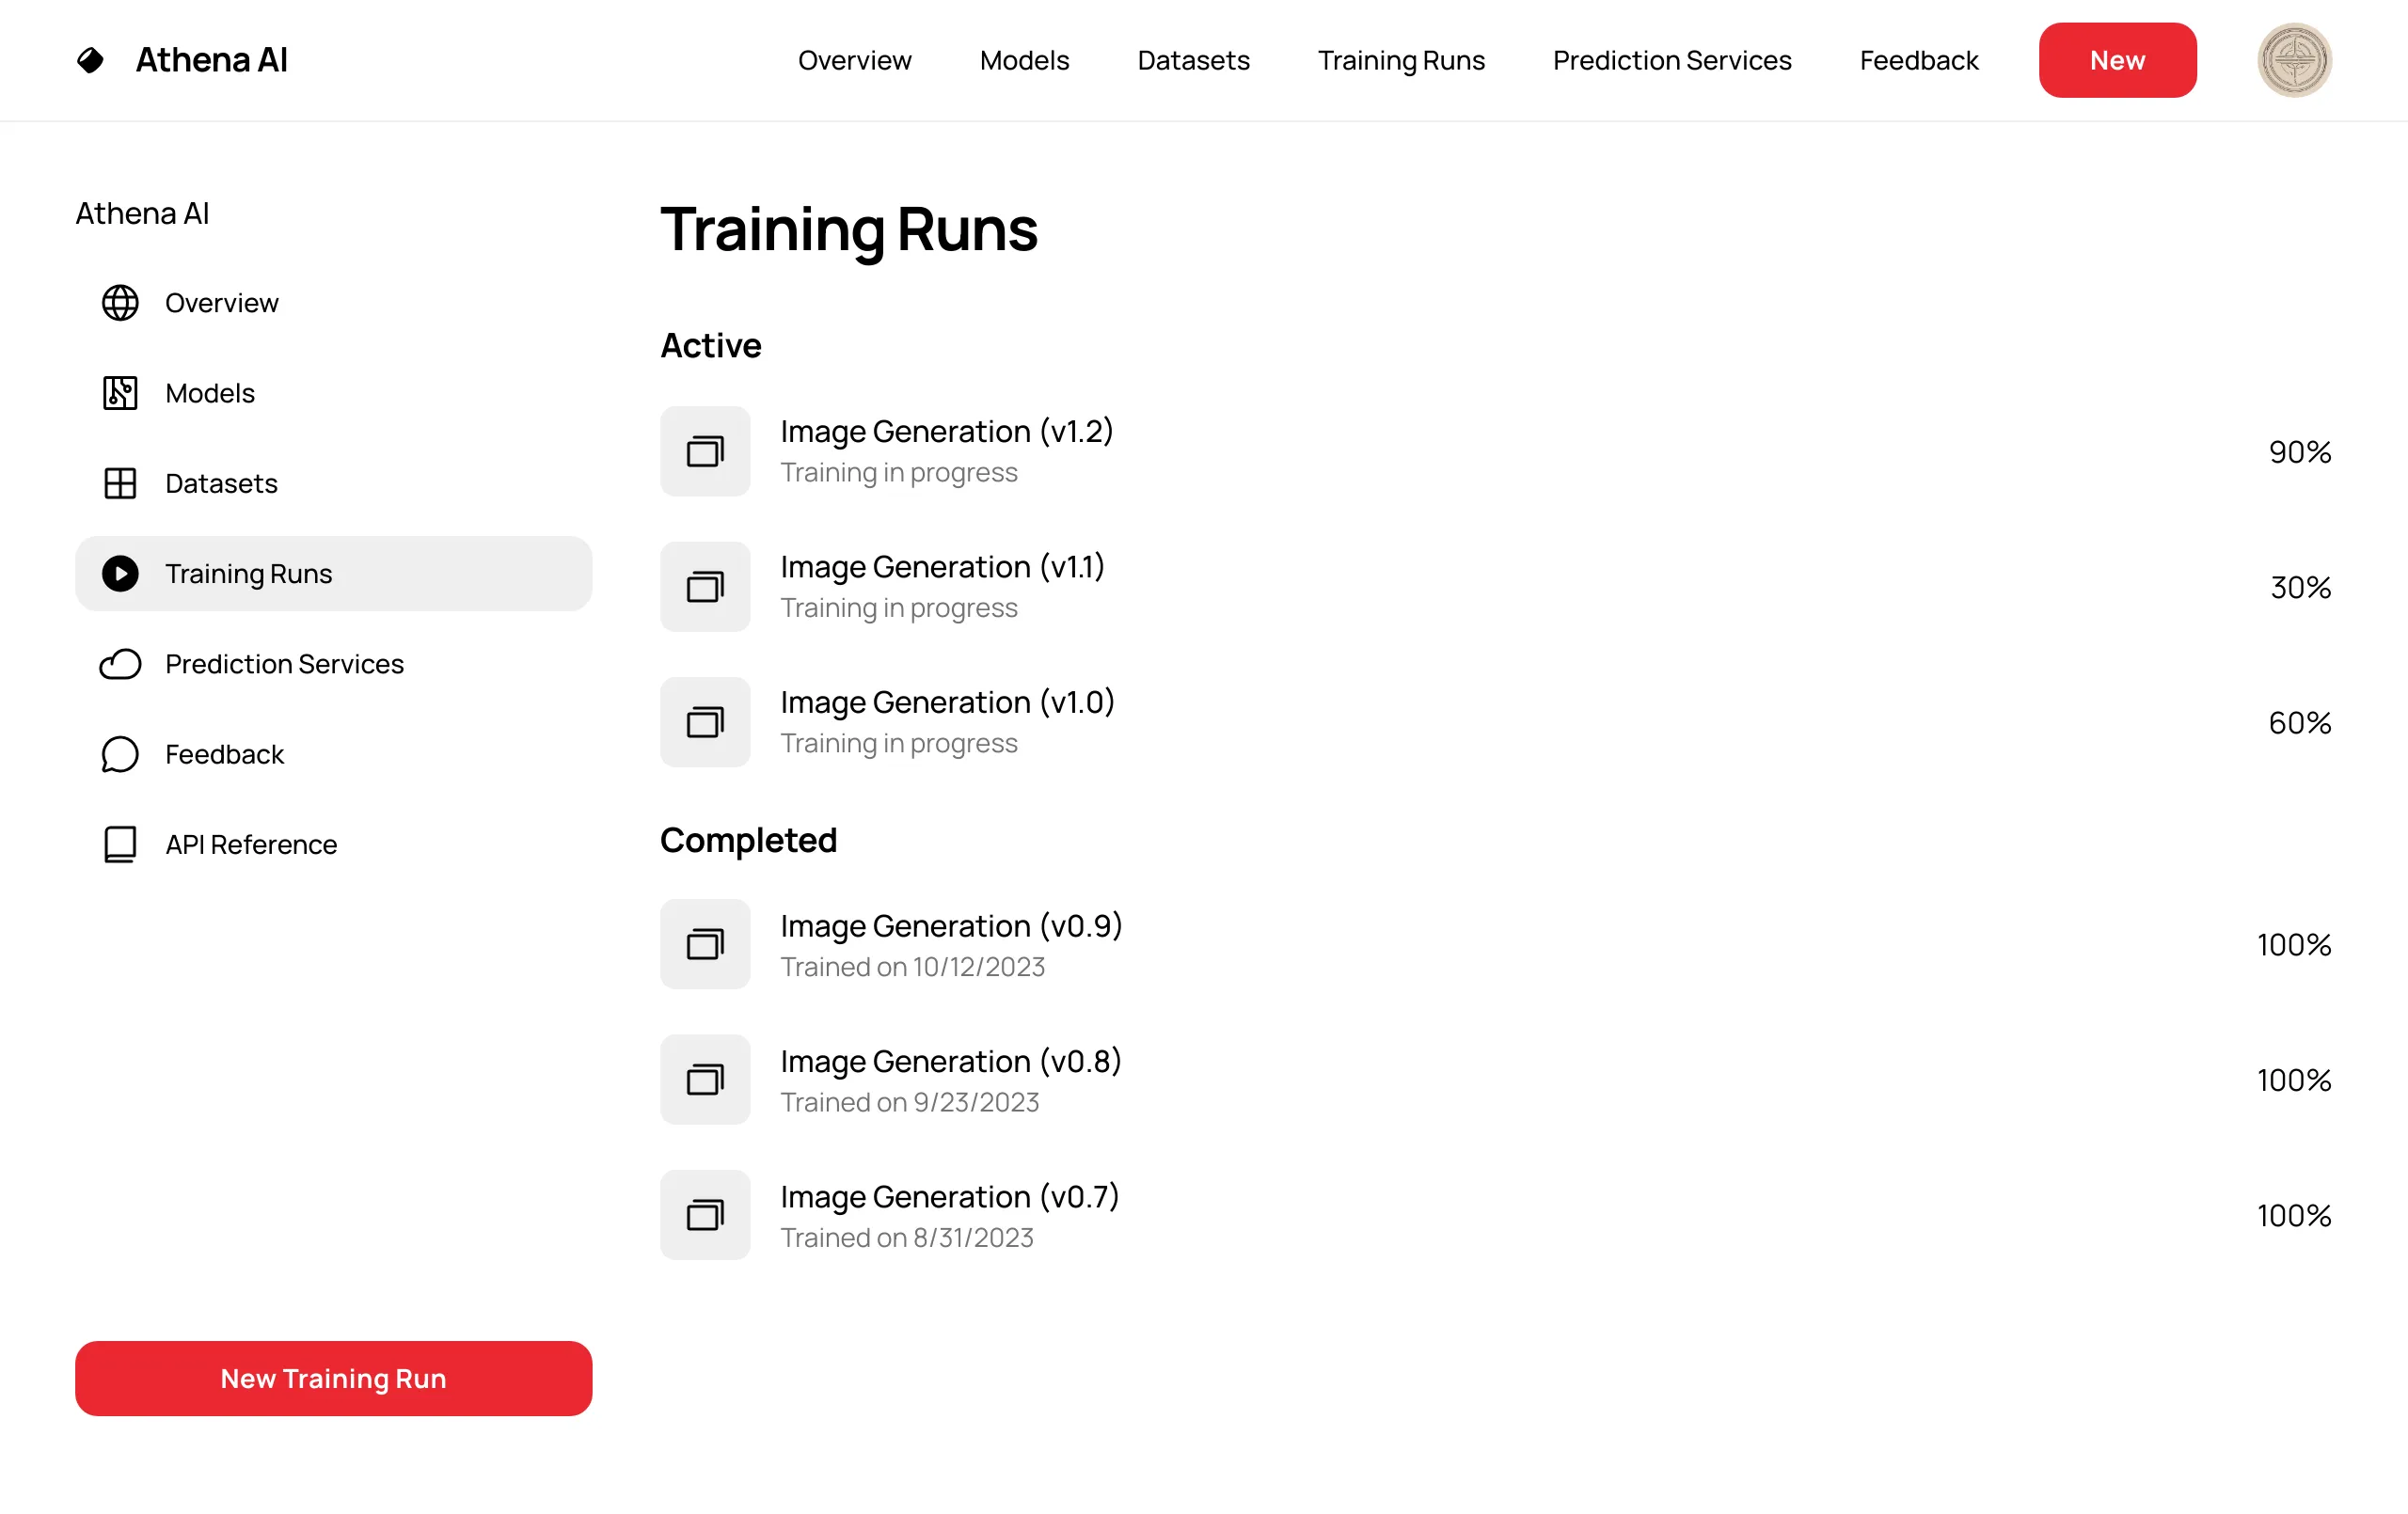 Athena AI
Overview
Models
Datasets
Training Runs
Prediction Services
Feedback
New
Athena AI
Overview
Models
Datasets
Training Runs
Prediction Services
Feedback
API Reference
New Training Run
Training Runs
Active
Image Generation (v1.2)
Training in progress
90%
Image Generation (v1.1)
Training in progress
30%
Image Generation (v1.0)
Training in progress
60%
Completed
Image Generation (v0.9)
Trained on 10/12/2023
100%
Image Generation (v0.8)
Trained on 9/23/2023
100%
Image Generation (v0.7)
Trained on 8/31/2023
100%